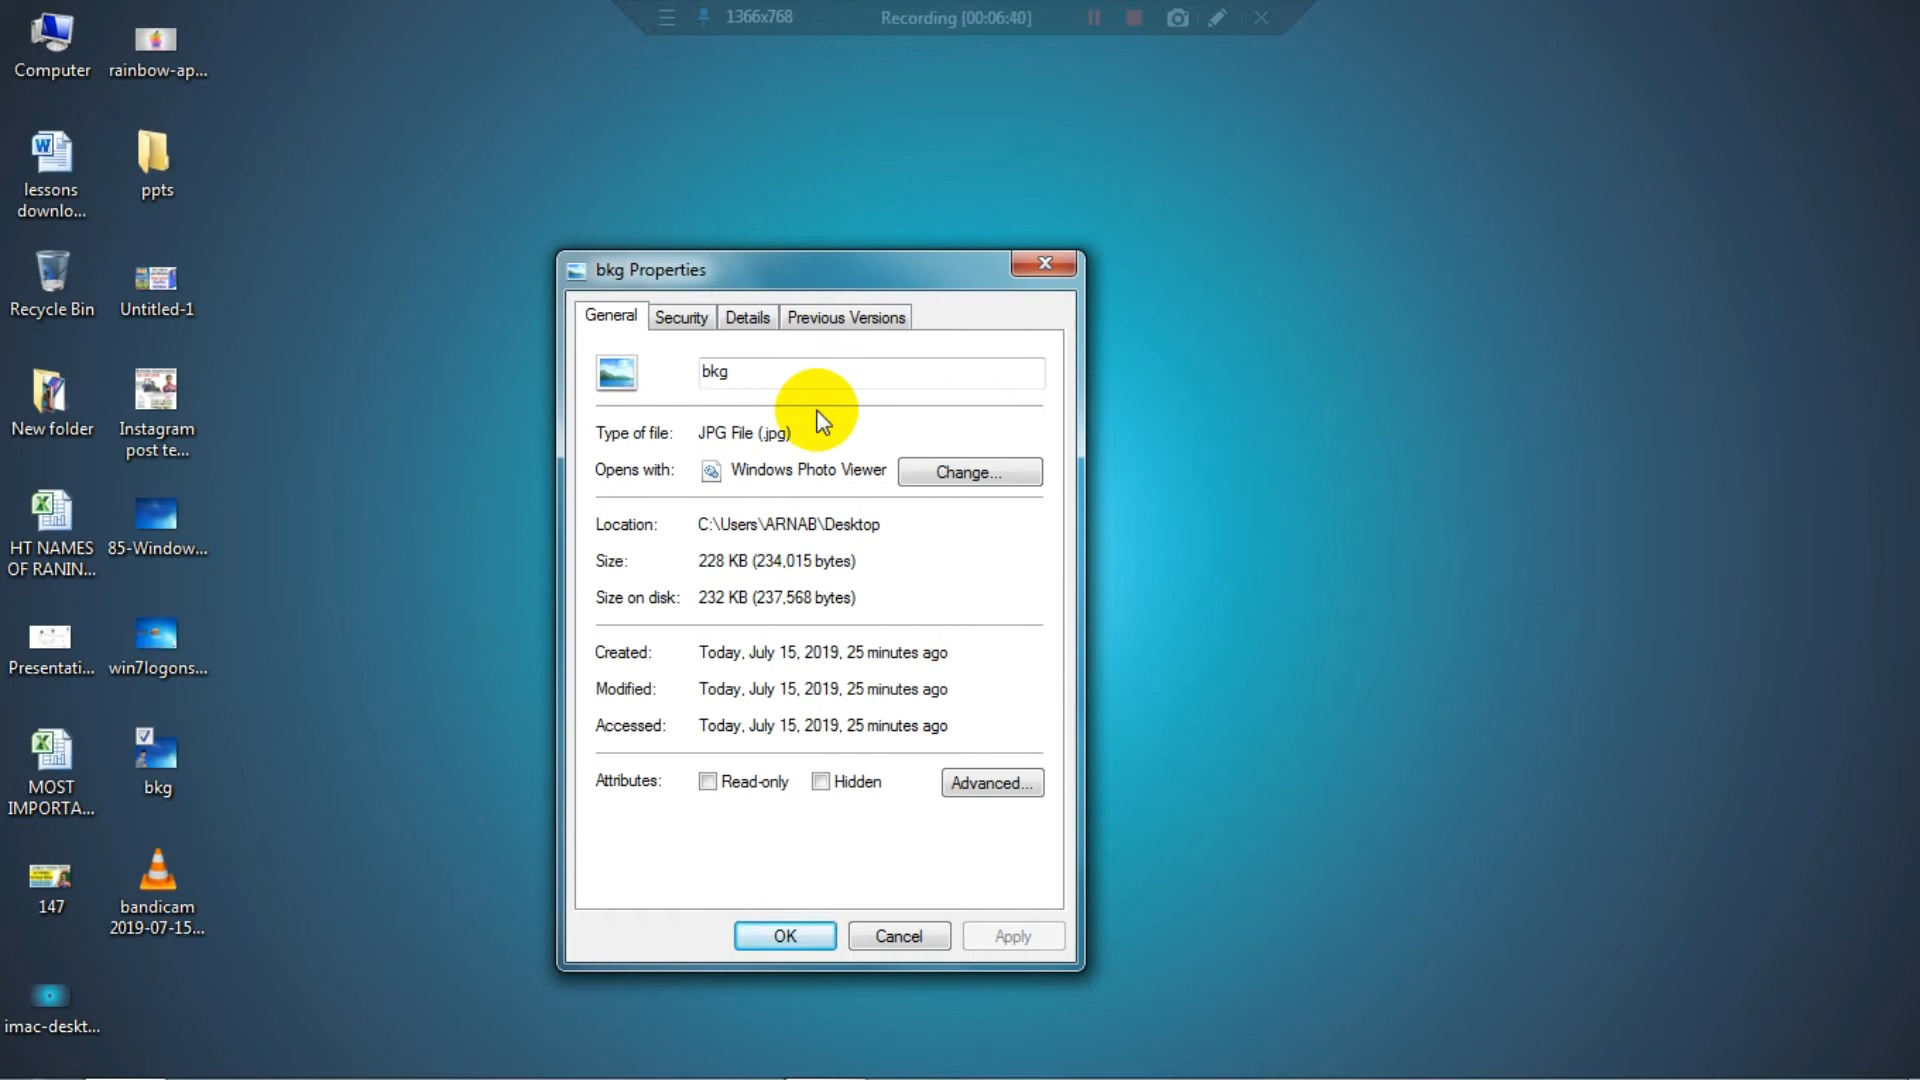 1366x768
Recording [00:06:40]
Computer
rainbow-ap...
lessons
downlo...
ppts
Recycle Bin
Untitled-1
New folder
Instagram
post te...
HT NAMES
OF RANIN...
85-Window...
Presentati...
win7logons...
MOST
IMPORTA...
bkg
147
bandicam
2019-07-15...
imac-deskt...
bkg Properties
General
Security
Details
Previous Versions
bkg
Type of file: JPG File (.jpg)
Opens with: Windows Photo Viewer
Change...
Location: C:\Users\ARNAB\Desktop
Size: 228 KB (234,015 bytes)
Size on disk: 232 KB (237,568 bytes)
Created: Today, July 15, 2019, 25 minutes ago
Modified: Today, July 15, 2019, 25 minutes ago
Accessed: Today, July 15, 2019, 25 minutes ago
Attributes: Read-only Hidden Advanced...
OK
Cancel
Apply